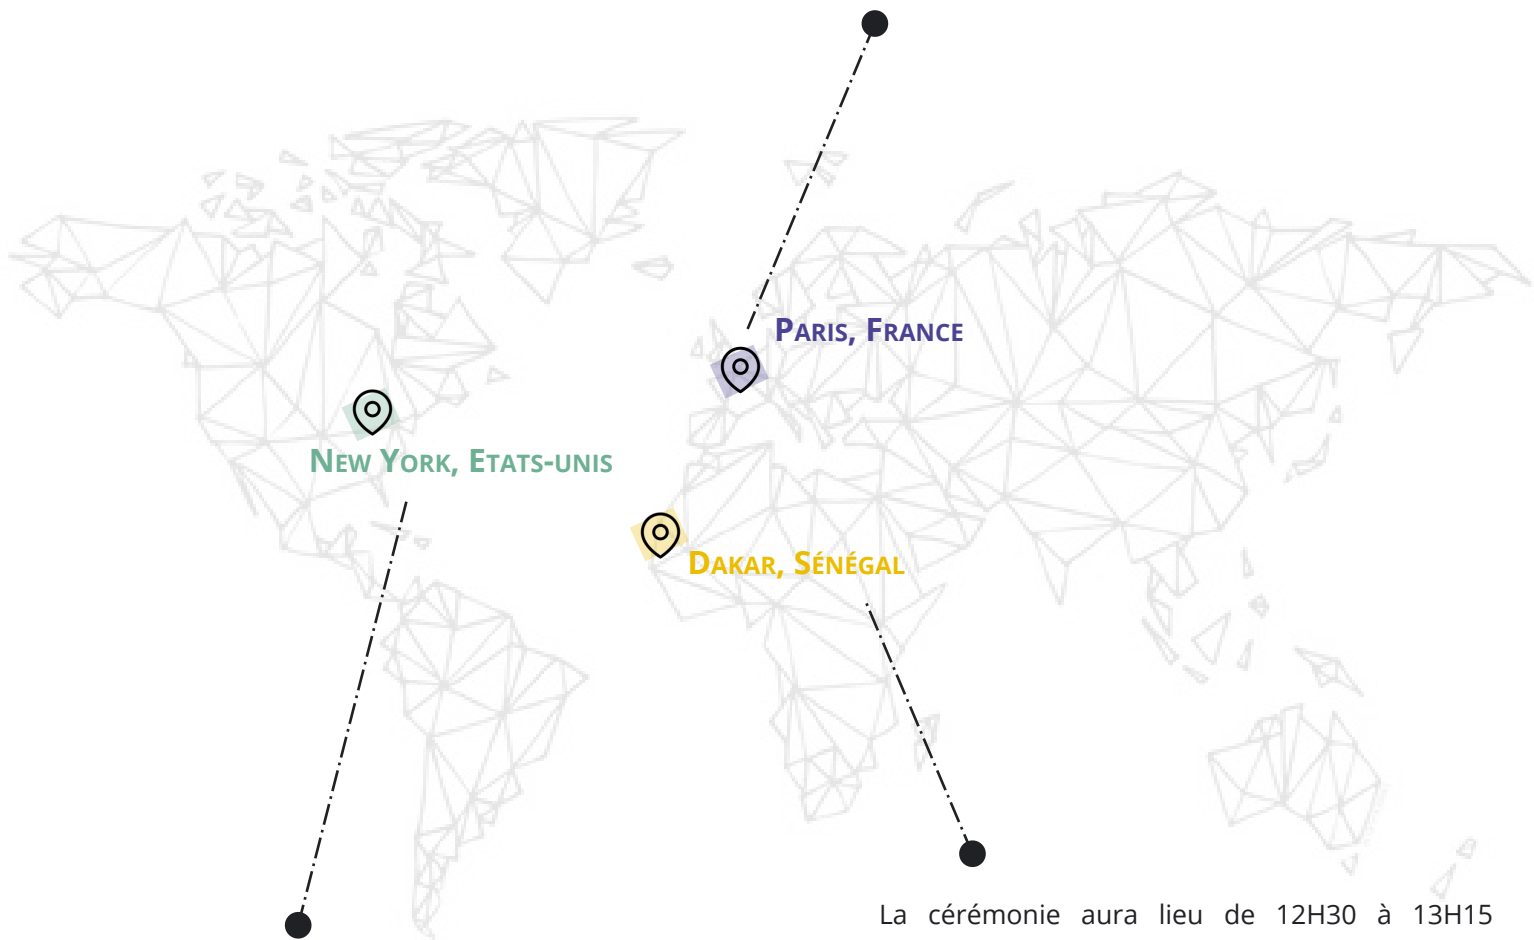 Paris, France
New York, Etats-unis
Dakar, Sénégal
La cérémonie aura lieu de 12H30 à 13H15